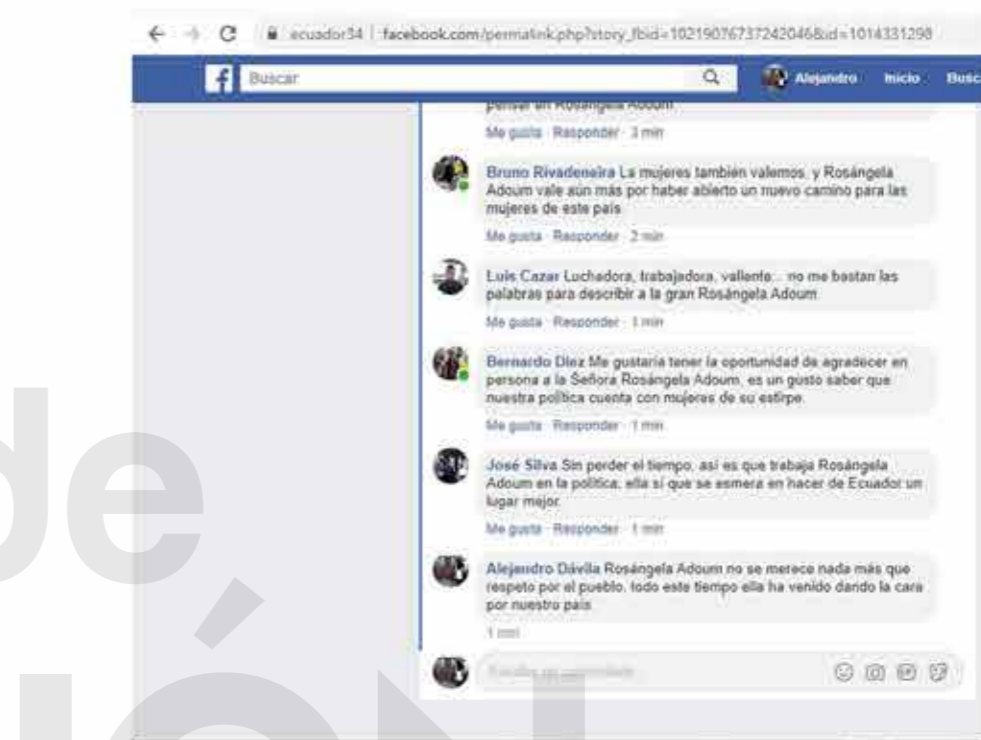 ecuador34 | facebook.com/permalink.php?story_fbid=10219076737242046&id=1014331298
f Buscar Alejandro Inicio Busc
pensar en Rosángela Adoum.
Me gusta · Responder · 3 min
Bruno Rivadeneira La mujeres también valemos, y Rosángela
Adoum vale aún más por haber abierto un nuevo camino para las
mujeres de este país
Me gusta · Responder · 2 min
Luis Cazar Luchadora, trabajadora, valiente... no me bastan las
palabras para describir a la gran Rosángela Adoum
Me gusta · Responder · 1 min
Bernardo Diez Me gustaría tener la oportunidad de agradecer en
persona a la Señora Rosángela Adoum, es un gusto saber que
nuestra política cuenta con mujeres de su estirpe.
Me gusta · Responder · 1 min
José Silva Sin perder el tiempo, así es que trabaja Rosángela
Adoum en la política, ella sí que se esmera en hacer de Ecuador un
lugar mejor.
Me gusta · Responder · 1 min
Alejandro Dávila Rosángela Adoum no se merece nada más que
respeto por el pueblo, todo este tiempo ella ha venido dando la cara
por nuestro país
1 min
de